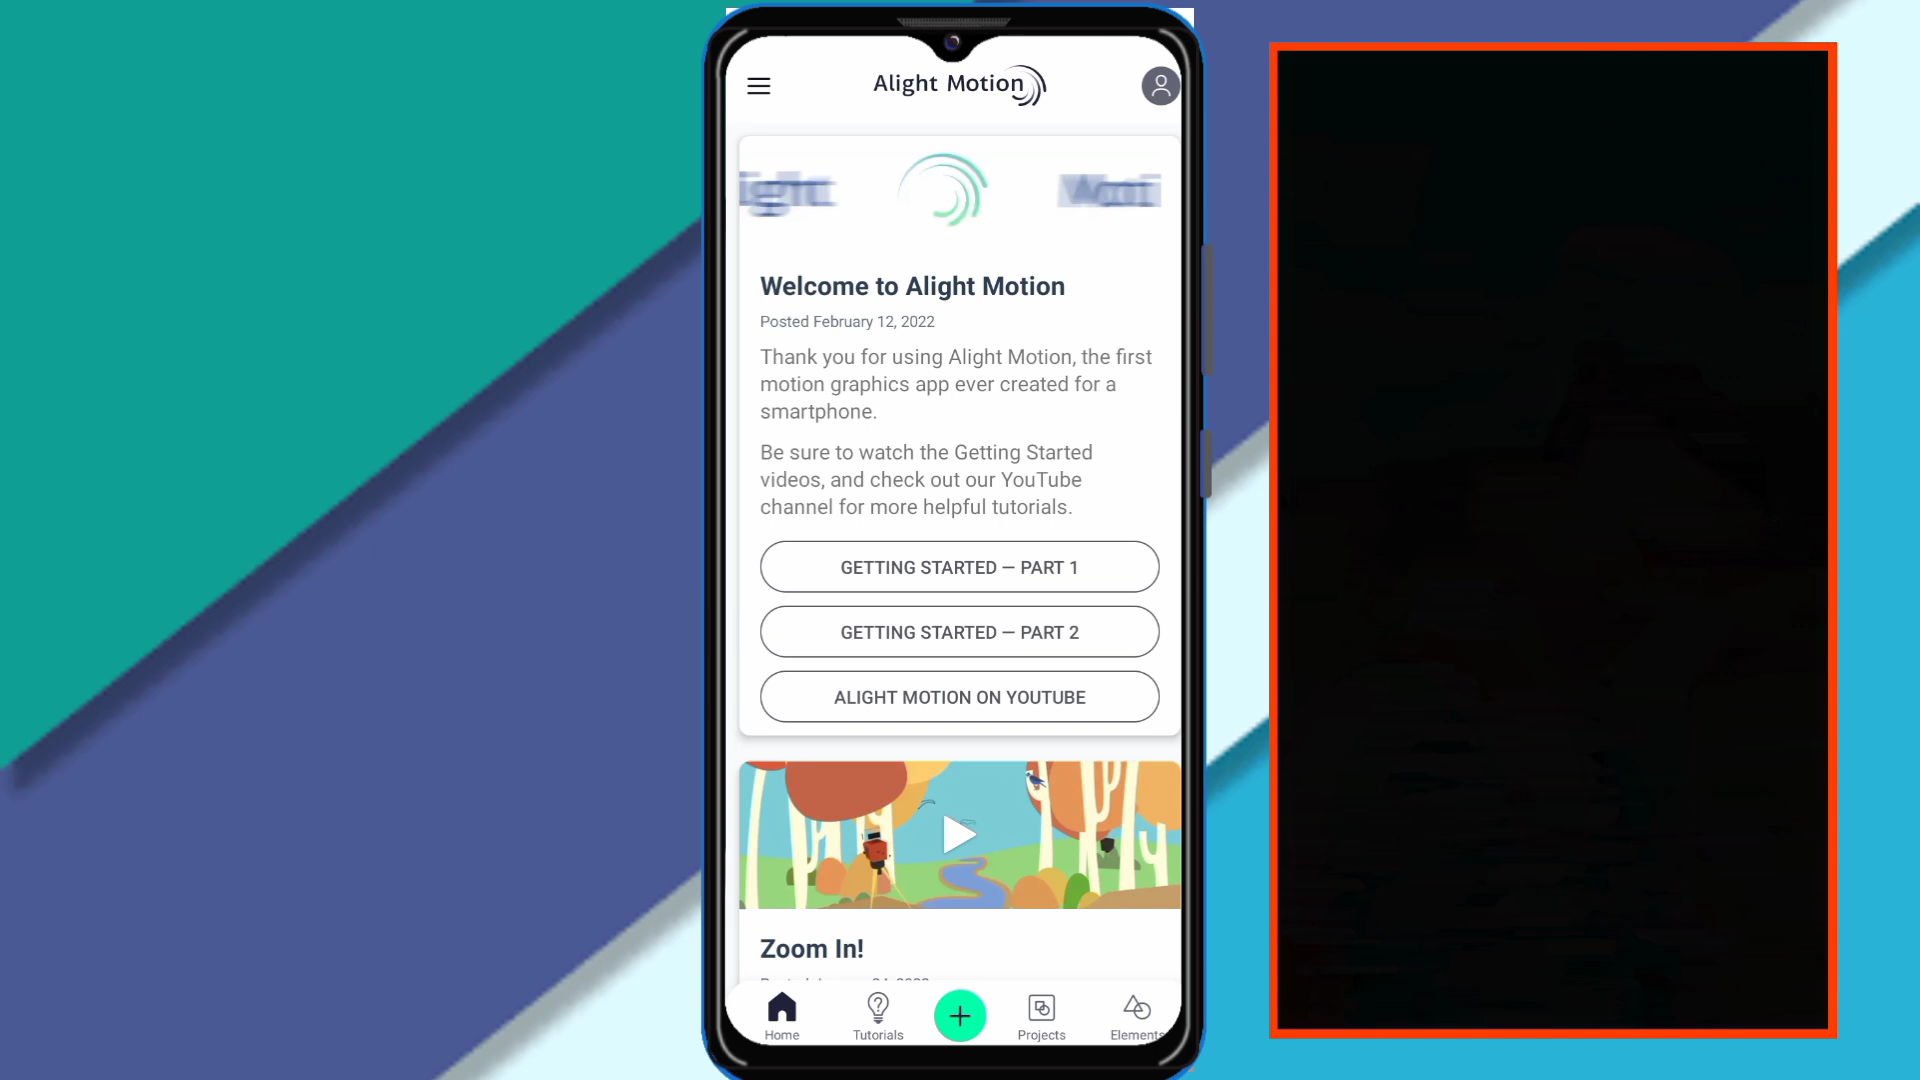 Alight Motion
Welcome to Alight Motion
Posted February 12, 2022
Thank you for using Alight Motion, the first
motion graphics app ever created for a
smartphone.
Be sure to watch the Getting Started
videos, and check out our YouTube
channel for more helpful tutorials.
GETTING STARTED — PART 1
GETTING STARTED — PART 2
ALIGHT MOTION ON YOUTUBE
Zoom In!
Home
Tutorials
Projects
Elements